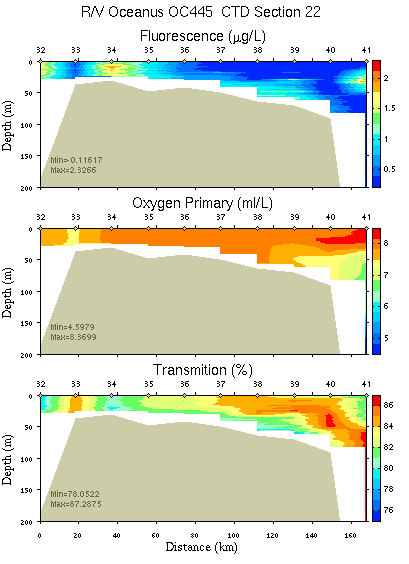 R/V Oceanus OC445 CTD Section 22
Fluorescence (μg/L)
32 33 34 35 36 37 38 39 40 41
0
50
100
150
200
Depth (m)
Min=-0.11617
Max=2.3266
2
1.5
1
0.5
Oxygen Primary (ml/L)
32 33 34 35 36 37 38 39 40 41
0
50
100
150
200
Depth (m)
Min=4.5979
Max=8.3699
8
7
6
5
Transmition (%)
32 33 34 35 36 37 38 39 40 41
0
50
100
150
200
Depth (m)
Min=78.0522
Max=87.2875
86
84
82
80
78
76
0 20 40 60 80 100 120 140 160
Distance (km)